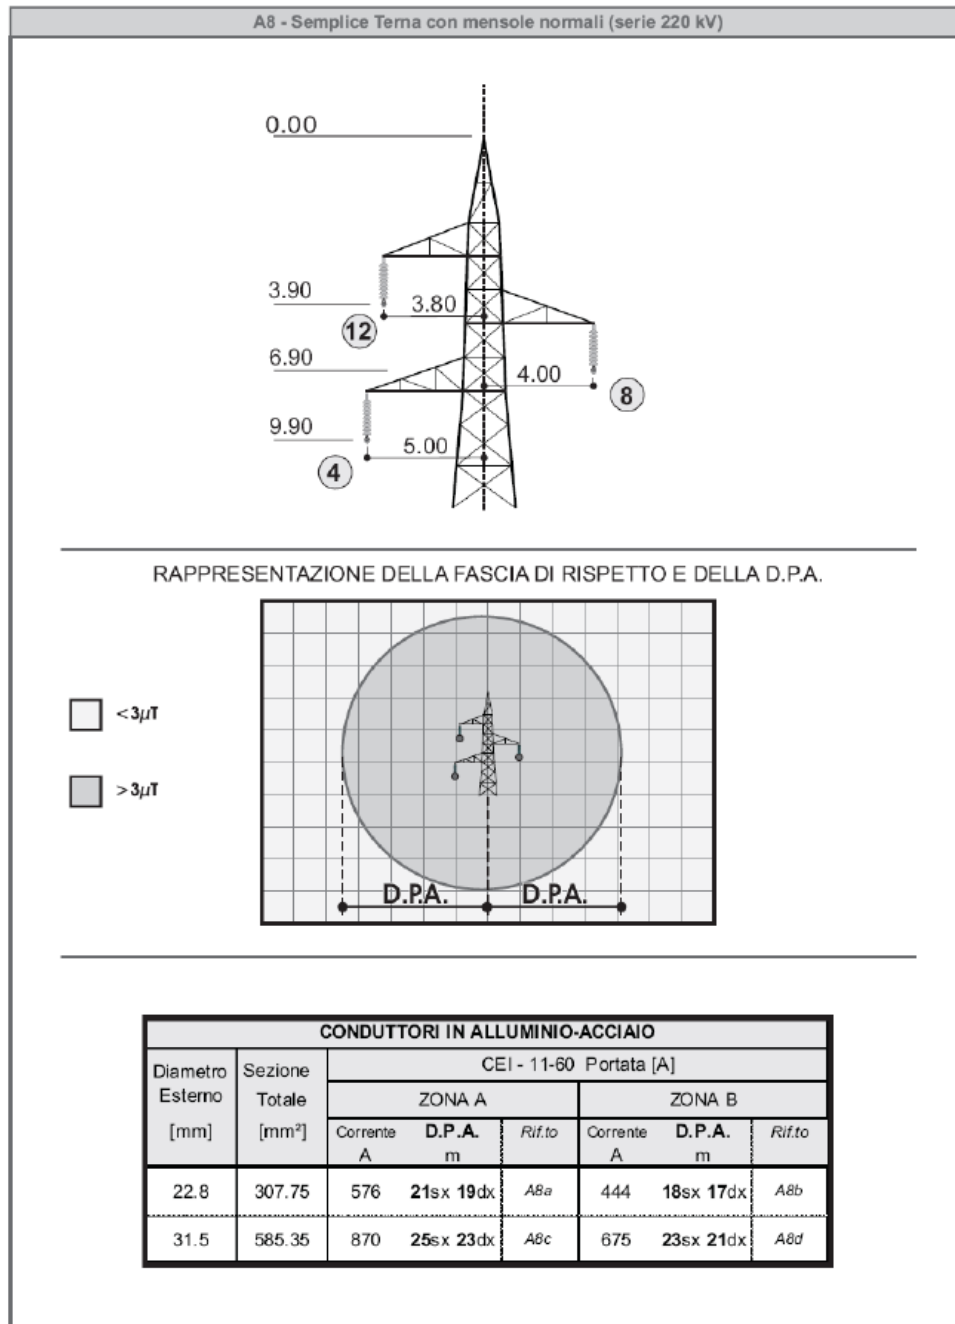 A8 - Semplice Terna con mensole normali (serie 220 kV)
0.00
3.90
3.80
12
6.90
4.00
8
9.90
5.00
4
RAPPRESENTAZIONE DELLA FASCIA DI RISPETTO E DELLA D.P.A.
<3μT
>3μT
D.P.A. D.P.A.
CONDUTTORI IN ALLUMINIO-ACCIAIO
Diametro Esterno [mm] Sezione Totale [mm²] CEI - 11-60 Portata [A]
ZONA A ZONA B
Corrente A D.P.A. m Rif.to Corrente A D.P.A. m Rif.to
22.8 307.75 576 21sx 19dx A8a 444 18sx 17dx A8b
31.5 585.35 870 25sx 23dx A8c 675 23sx 21dx A8d